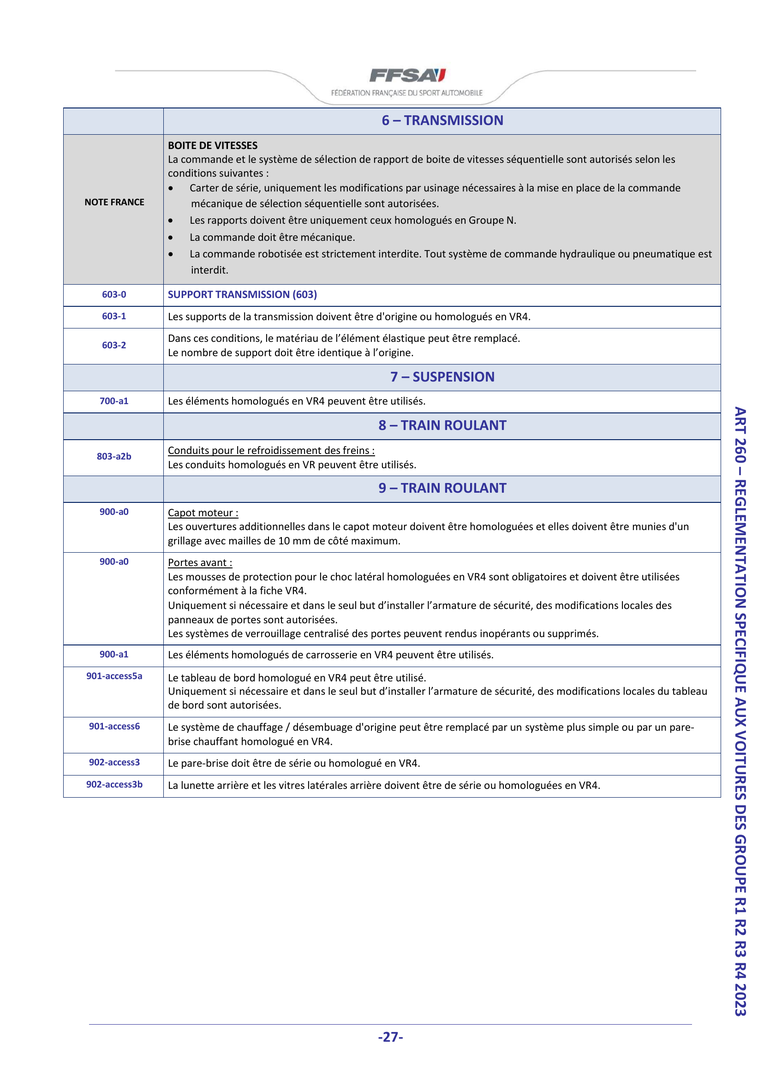 FFSA
FÉDÉRATION FRANÇAISE DU SPORT AUTOMOBILE
6 – TRANSMISSION
NOTE FRANCE
BOITE DE VITESSES
La commande et le système de sélection de rapport de boite de vitesses séquentielle sont autorisés selon les
conditions suivantes :
• Carter de série, uniquement les modifications par usinage nécessaires à la mise en place de la commande
mécanique de sélection séquentielle sont autorisées.
• Les rapports doivent être uniquement ceux homologués en Groupe N.
• La commande doit être mécanique.
• La commande robotisée est strictement interdite. Tout système de commande hydraulique ou pneumatique est
interdit.
603-0 SUPPORT TRANSMISSION (603)
603-1 Les supports de la transmission doivent être d'origine ou homologués en VR4.
603-2
Dans ces conditions, le matériau de l'élément élastique peut être remplacé.
Le nombre de support doit être identique à l'origine.
7 – SUSPENSION
700-a1 Les éléments homologués en VR4 peuvent être utilisés.
8 – TRAIN ROULANT
803-a2b
Conduits pour le refroidissement des freins :
Les conduits homologués en VR peuvent être utilisés.
9 – TRAIN ROULANT
900-a0 Capot moteur :
Les ouvertures additionnelles dans le capot moteur doivent être homologuées et elles doivent être munies d'un
grillage avec mailles de 10 mm de côté maximum.
900-a0 Portes avant :
Les mousses de protection pour le choc latéral homologuées en VR4 sont obligatoires et doivent être utilisées
conformément à la fiche VR4.
Uniquement si nécessaire et dans le seul but d'installer l'armature de sécurité, des modifications locales des
panneaux de portes sont autorisées.
Les systèmes de verrouillage centralisé des portes peuvent rendus inopérants ou supprimés.
900-a1 Les éléments homologués de carrosserie en VR4 peuvent être utilisés.
901-access5a Le tableau de bord homologué en VR4 peut être utilisé.
Uniquement si nécessaire et dans le seul but d'installer l'armature de sécurité, des modifications locales du tableau
de bord sont autorisées.
901-access6 Le système de chauffage / désembuage d'origine peut être remplacé par un système plus simple ou par un pare-
brise chauffant homologué en VR4.
902-access3 Le pare-brise doit être de série ou homologué en VR4.
902-access3b La lunette arrière et les vitres latérales arrière doivent être de série ou homologuées en VR4.
ART 260 – REGLEMENTATION SPECIFIQUE AUX VOITURES DES GROUPE R1 R2 R3 R4 2023
-27-